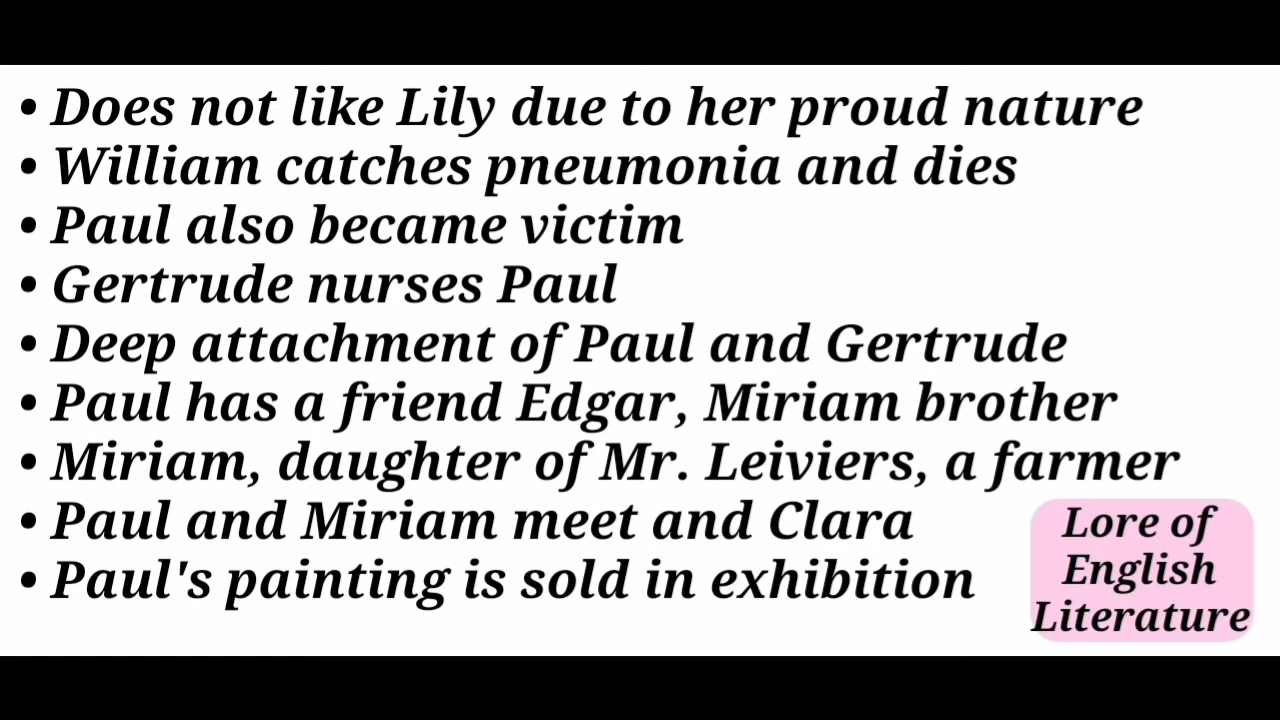 • Does not like Lily due to her proud nature
• William catches pneumonia and dies
• Paul also became victim
• Gertrude nurses Paul
• Deep attachment of Paul and Gertrude
• Paul has a friend Edgar, Miriam brother
• Miriam, daughter of Mr. Leiviers, a farmer
• Paul and Miriam meet and Clara
• Paul's painting is sold in exhibition
Lore of
English
Literature